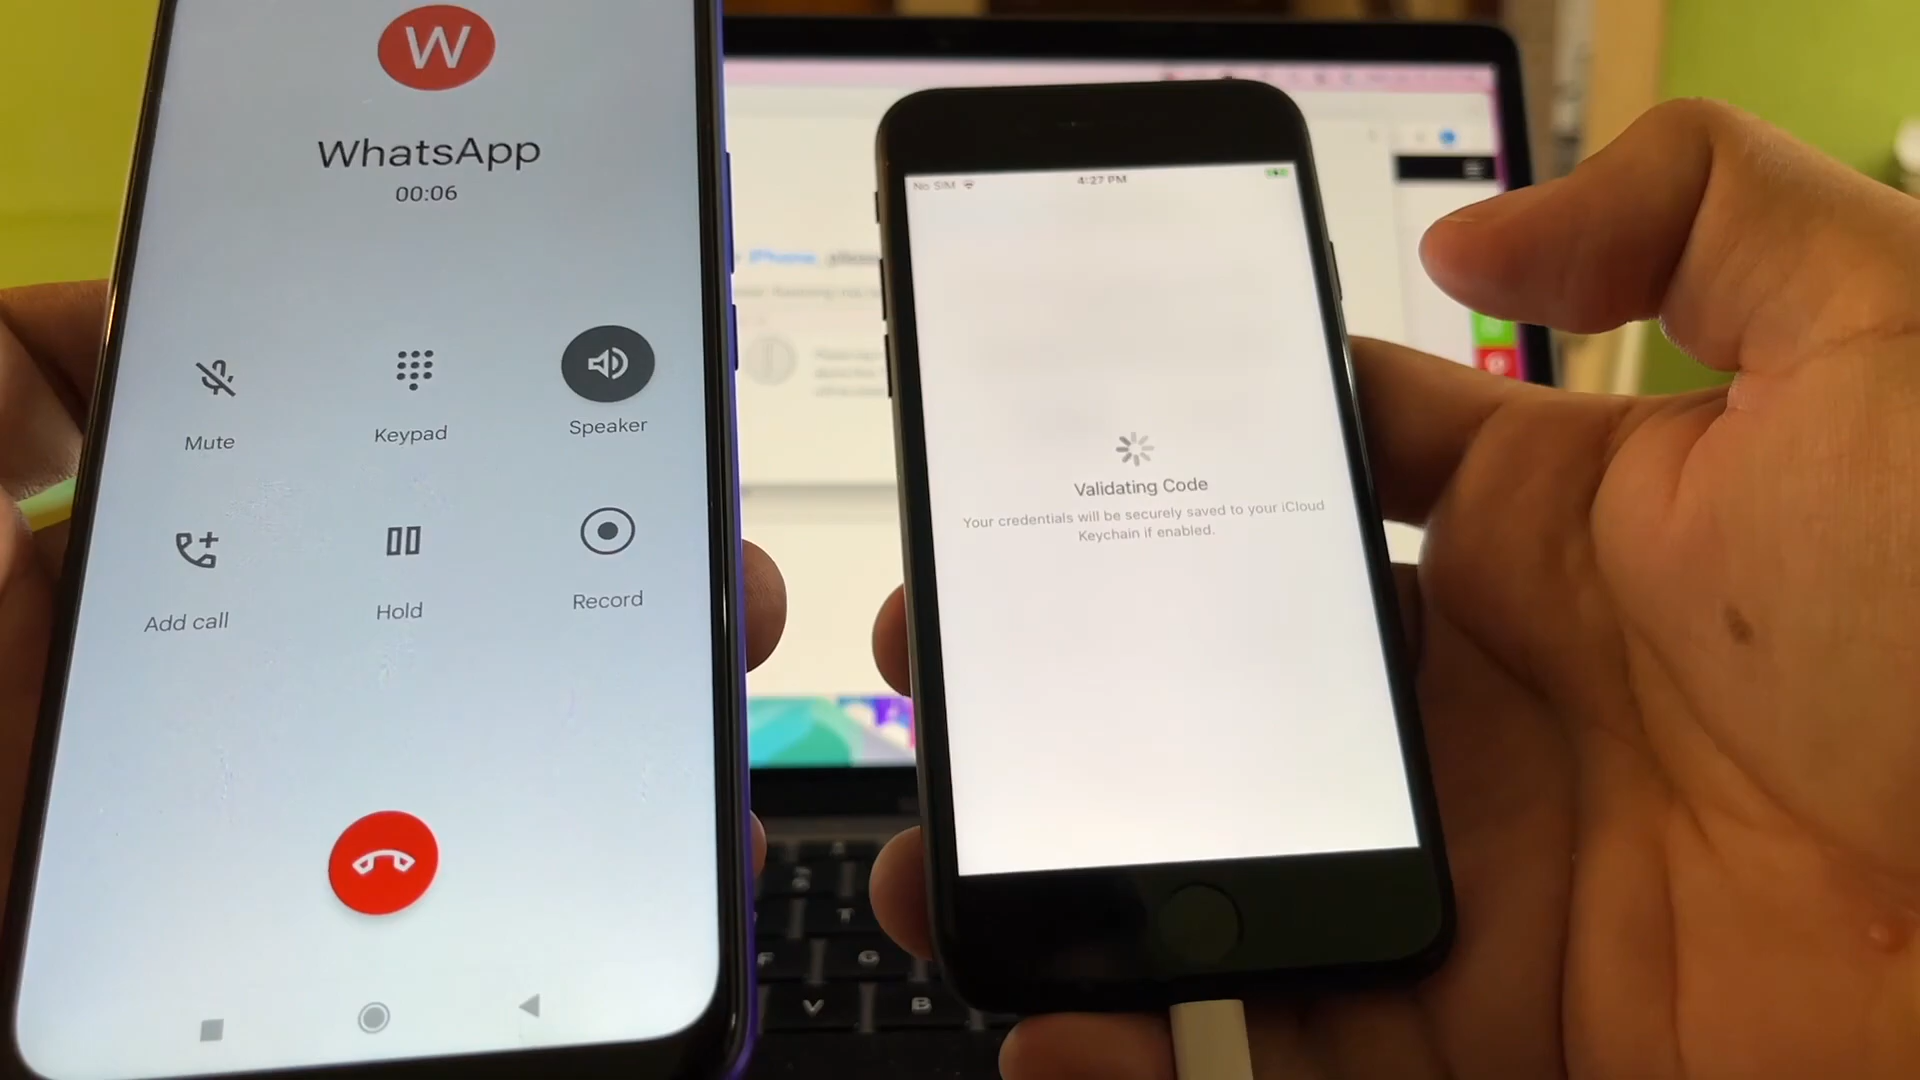 W
WhatsApp
00:06
Mute
Keypad
Speaker
Add call
Hold
Record
No SIM
4:27 PM
Validating Code
Your credentials will be securely saved to your iCloud
Keychain if enabled.
iPhone,
T
F
G
V
B